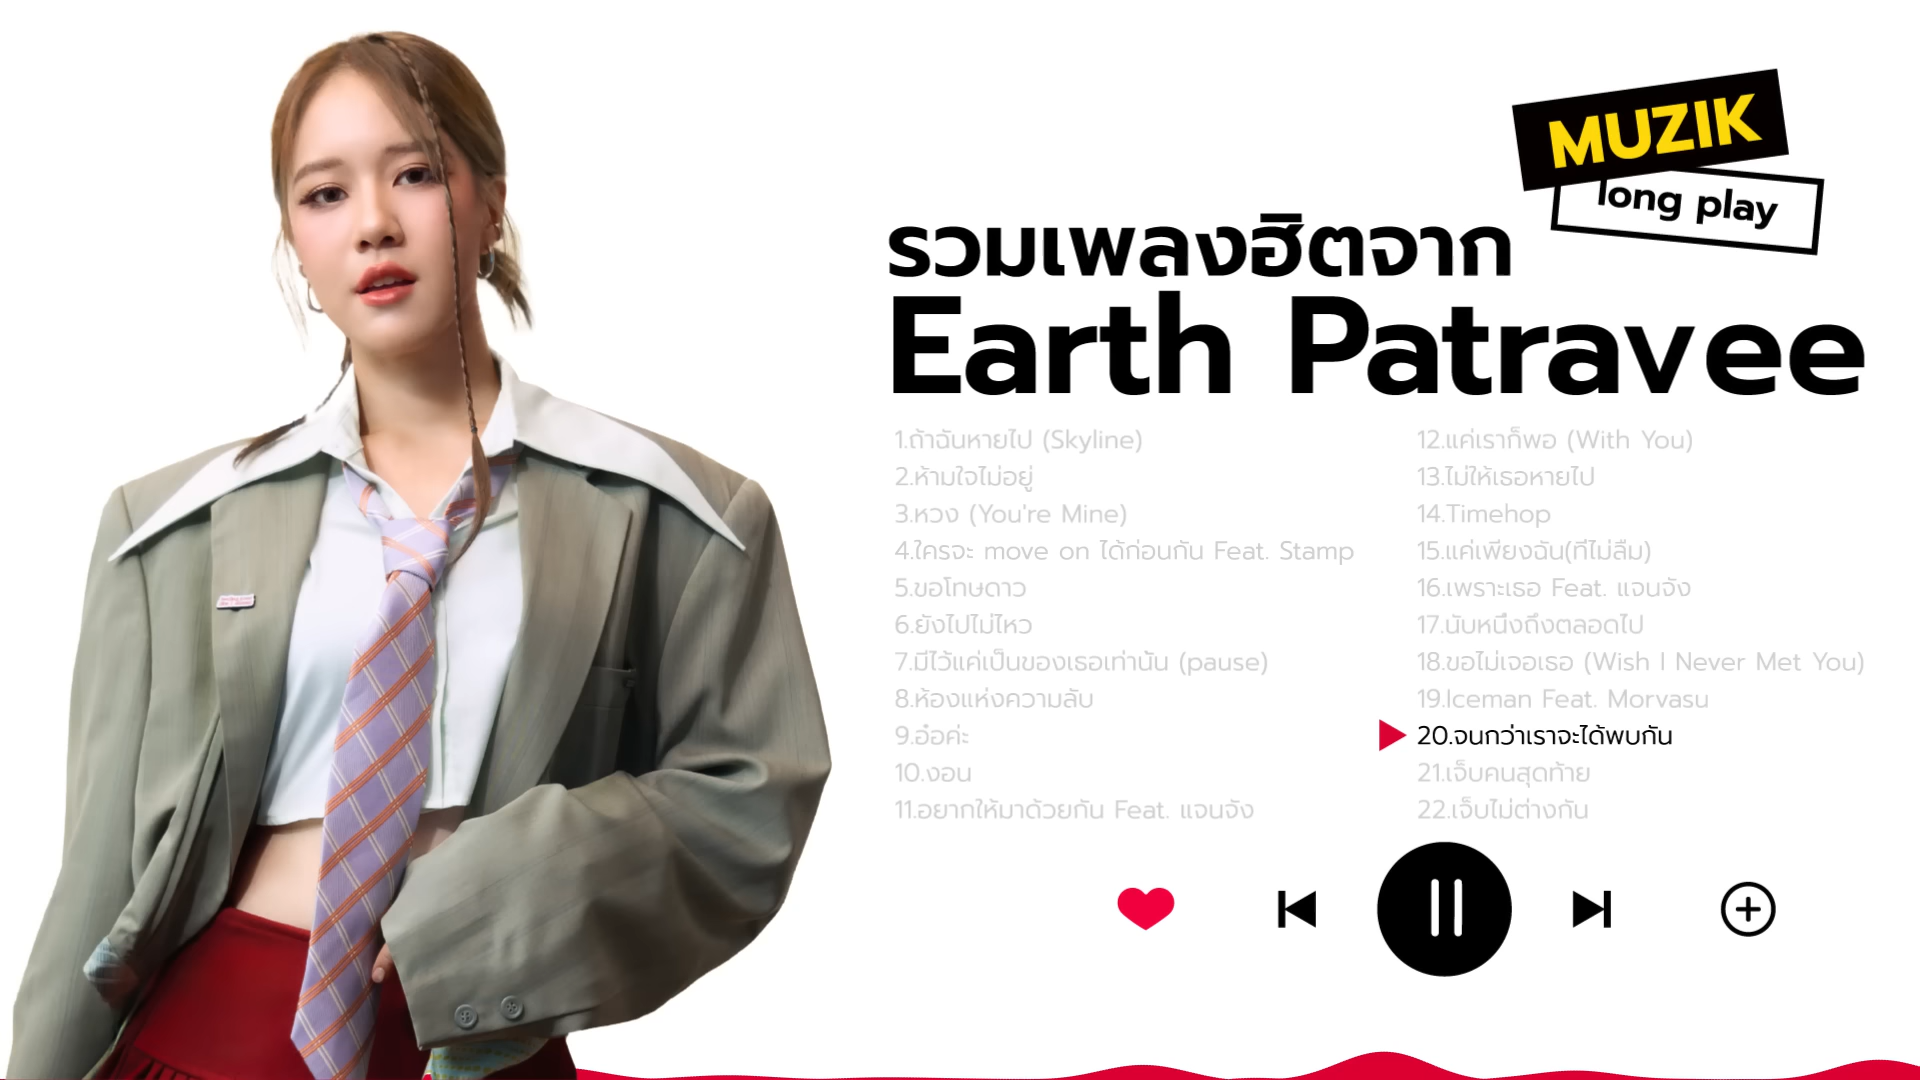 MUZIK
long play
รวมเพลงฮิตจาก
Earth Patravee
1.ถ้าฉันหายไป (Skyline)
2.ห้ามใจไม่อยู่
3.หวง (You're Mine)
4.ใครจะ move on ได้ก่อนกัน Feat. Stamp
5.ขอโทษดาว
6.ยังไปไม่ไหว
7.มีไว้แค่เป็นของเธอเท่านั้น (pause)
8.ห้องแห่งความลับ
9.อ๋อค่ะ
10.งอน
11.อยากให้มาด้วยกัน Feat. แจนจัง
12.แค่เราก็พอ (With You)
13.ไม่ให้เธอหายไป
14.Timehop
15.แค่เพียงฉัน(ที่ไม่ลืม)
16.เพราะเธอ Feat. แจนจัง
17.นับหนึ่งถึงตลอดไป
18.ขอไม่เจอเธอ (Wish I Never Met You)
19.Iceman Feat. Morvasu
20.จนกว่าเราจะได้พบกัน
21.เจ็บคนสุดท้าย
22.เจ็บไม่ต่างกัน